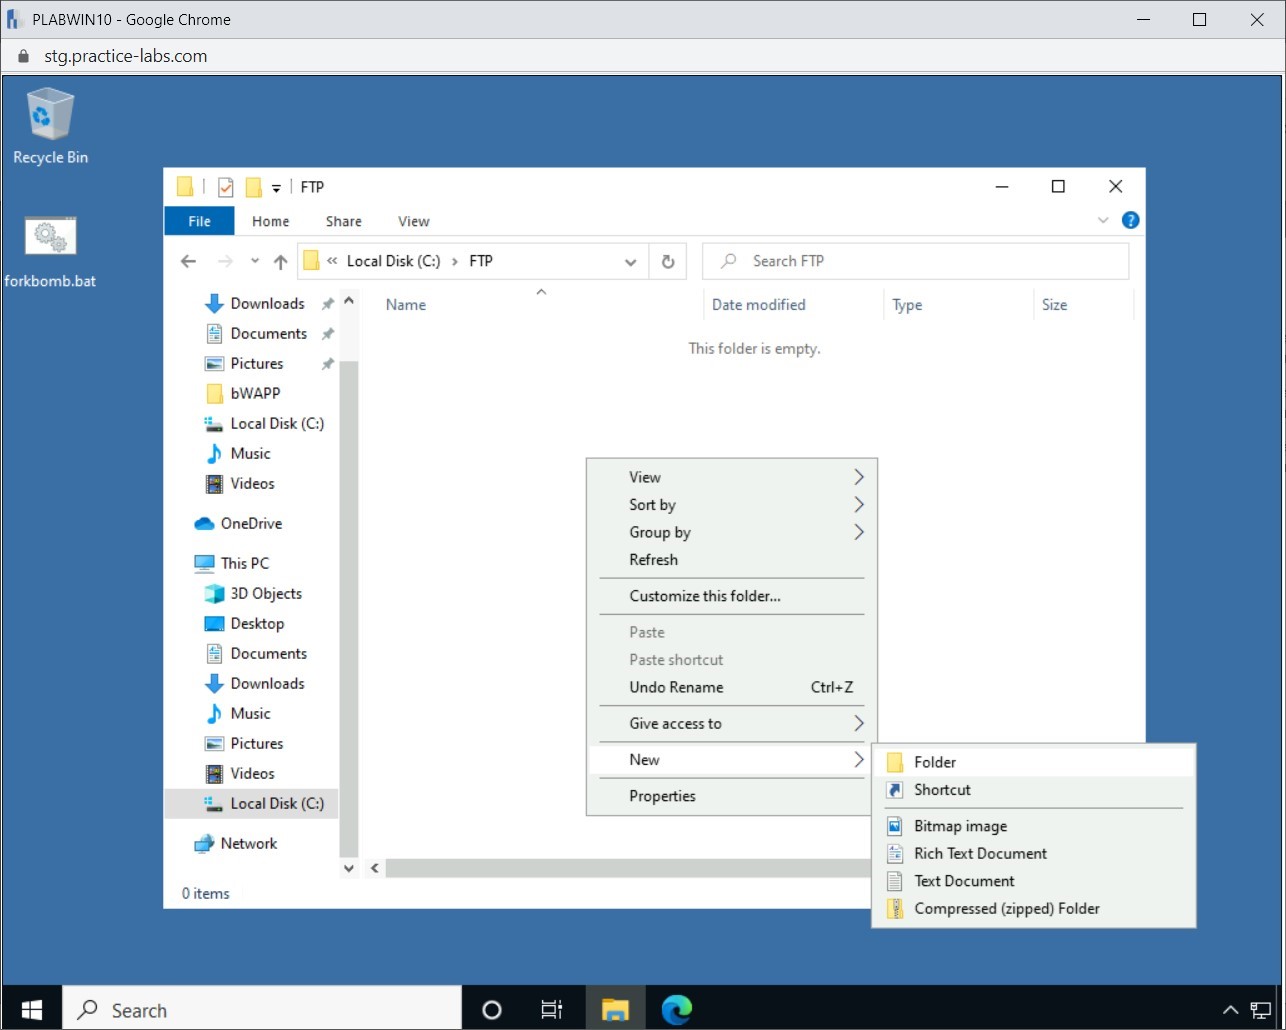 PLABWIN10 - Google Chrome
stg.practice-labs.com
Recycle Bin
forkbomb.bat
FTP
File Home Share View
?
« Local Disk (C:) › FTP
Search FTP
Name Date modified Type Size
This folder is empty.
Downloads
Documents
Pictures
bWAPP
Local Disk (C:)
Music
Videos
OneDrive
This PC
3D Objects
Desktop
Documents
Downloads
Music
Pictures
Videos
Local Disk (C:)
Network
0 items
View
Sort by
Group by
Refresh
Customize this folder...
Paste
Paste shortcut
Undo Rename Ctrl+Z
Give access to
New
Properties
Folder
Shortcut
Bitmap image
Rich Text Document
Text Document
Compressed (zipped) Folder
Search